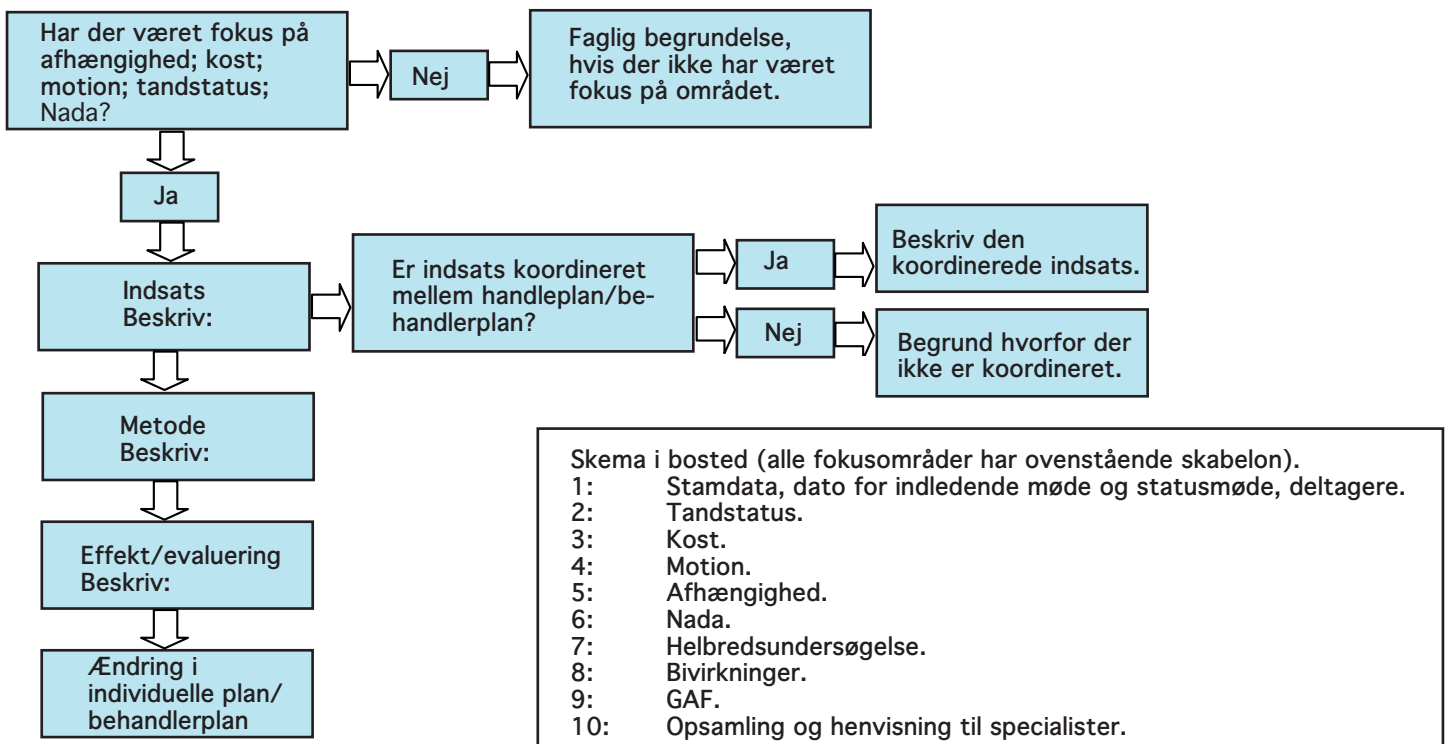 Har der været fokus på
afhængighed; kost;
motion; tandstatus;
Nada?
Nej
Faglig begrundelse,
hvis der ikke har været
fokus på området.
Ja
Indsats
Beskriv:
Er indsats koordineret
mellem handleplan/be-
handlerplan?
Ja
Beskriv den
koordinerede indsats.
Nej
Begrund hvorfor der
ikke er koordineret.
Metode
Beskriv:
Effekt/evaluering
Beskriv:
Ændring i
individuelle plan/
behandlerplan
Skema i bosted (alle fokusområder har ovenstående skabelon).
1: Stamdata, dato for indledende møde og statusmøde, deltagere.
2: Tandstatus.
3: Kost.
4: Motion.
5: Afhængighed.
6: Nada.
7: Helbredsundersøgelse.
8: Bivirkninger.
9: GAF.
10: Opsamling og henvisning til specialister.